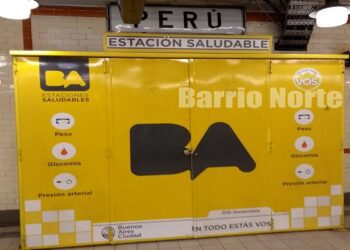 PERÚ
ESTACIÓN SALUDABLE
BA
ESTACIONES
SALUDABLES
VOS
Barrio Norte
Peso
Glucemia
Presión arterial
BA
Peso
Glucemia
Presión arterial
Buenos
Aires
Ciudad
EN TODO ESTÁS VOS